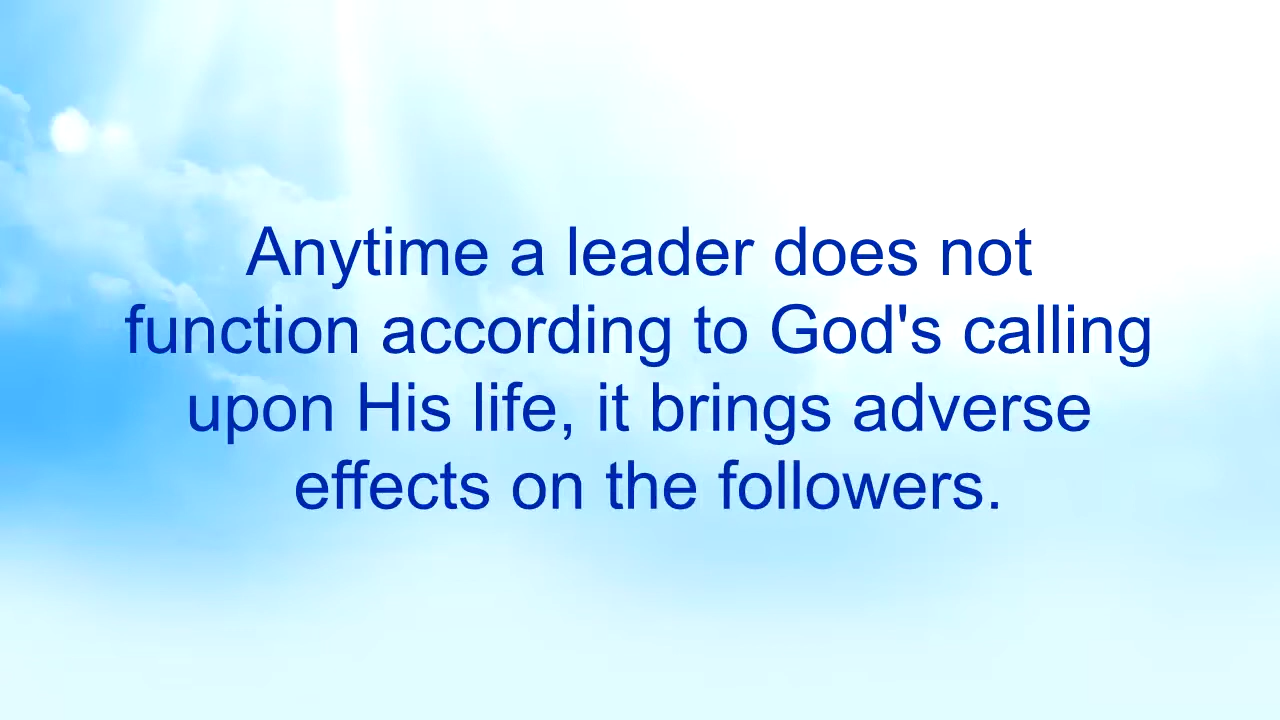 Anytime a leader does not
function according to God's calling
upon His life, it brings adverse
effects on the followers.